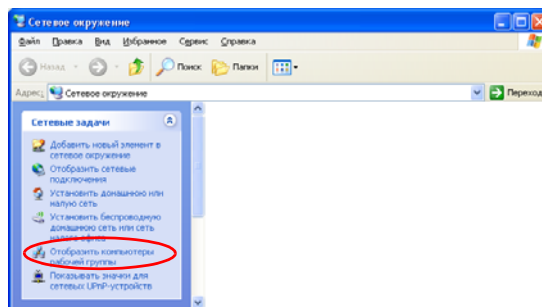 Сетевое окружение
Файл Правка Вид Избранное Сервис Справка
Назад Поиск Папки
Адрес: Сетевое окружение Переход
Сетевые задачи
Добавить новый элемент в
сетевое окружение
Отобразить сетевые
подключения
Установить домашнюю или
малую сеть
Установить беспроводную
домашнюю сеть или сеть
малого офиса
Отобразить компьютеры
рабочей группы
Показывать значки для
сетевых UPnP-устройств